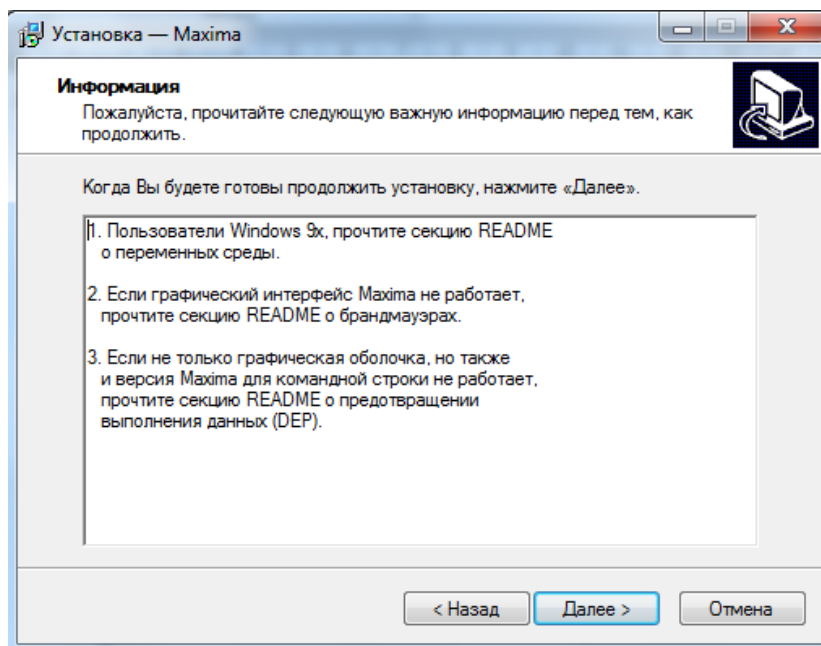 Установка — Maxima
Информация
Пожалуйста, прочитайте следующую важную информацию перед тем, как
продолжить.
Когда Вы будете готовы продолжить установку, нажмите «Далее».
1. Пользователи Windows 9x, прочтите секцию README
о переменных среды.
2. Если графический интерфейс Maxima не работает,
прочтите секцию README о брандмауэрах.
3. Если не только графическая оболочка, но также
и версия Maxima для командной строки не работает,
прочтите секцию README о предотвращении
выполнения данных (DEP).
< Назад
Далее >
Отмена